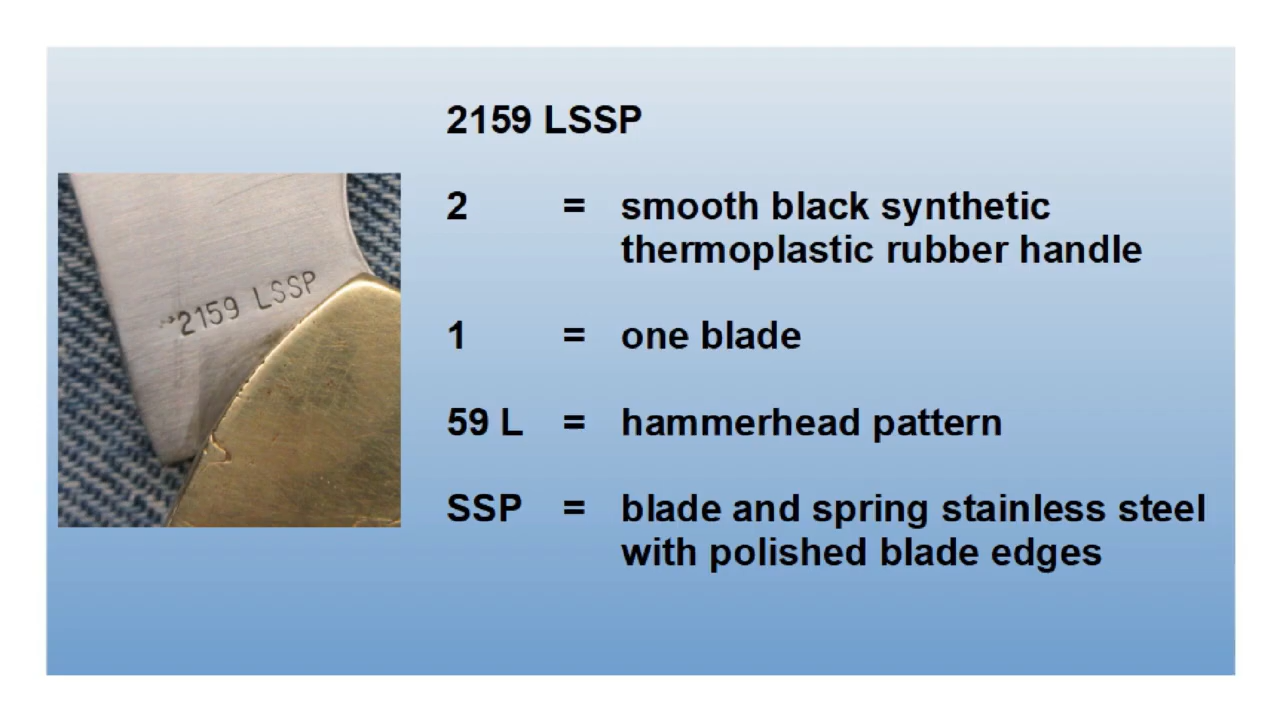 2159 LSSP
2 = smooth black synthetic
thermoplastic rubber handle
1 = one blade
59 L = hammerhead pattern
SSP = blade and spring stainless steel
with polished blade edges
2159 LSSP